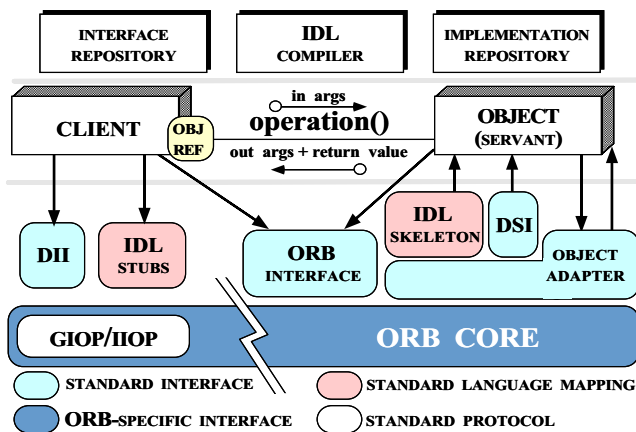 INTERFACE
REPOSITORY
IDL
COMPILER
IMPLEMENTATION
REPOSITORY
in args
CLIENT
OBJ
REF
operation()
OBJECT
(SERVANT)
out args + return value
DII
IDL
STUBS
ORB
INTERFACE
IDL
SKELETON
DSI
OBJECT
ADAPTER
GIOP/IIOP
ORB CORE
STANDARD INTERFACE
STANDARD LANGUAGE MAPPING
ORB-SPECIFIC INTERFACE
STANDARD PROTOCOL